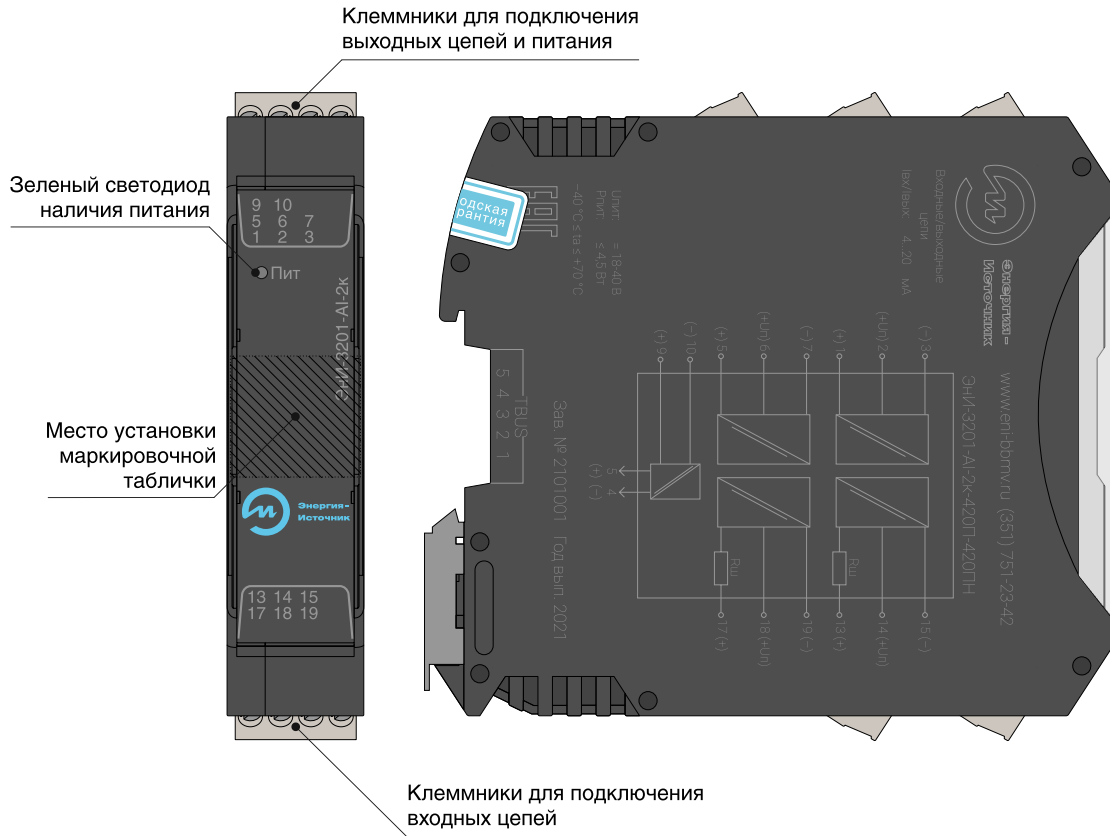 Клеммники для подключения
выходных цепей и питания
Зеленый светодиод
наличия питания
9 10
5 6 7
1 2 3
Пит
ЭнИ-3201-AI-2к
Место установки
маркировочной
таблички
Энергия-
Источник
13 14 15
17 18 19
Клеммники для подключения
входных цепей
одская
рантия
ЕАС
Uпит: = 18-40 В
Pпит: ≤ 4,5 Вт
-40 °С ≤ ta ≤ +70 °С
Входные/выходные
цепи
Iвх/Iвых 4...20 мА
Энергия-
Источник
www.eni-bbmv.ru (351) 751-23-42
ЭнИ-3201-AI-2к-420П-420ПН
(+) 9
(-) 10
(+) 5
(+Uп) 6
(-) 7
(+) 1
(+Uп) 2
(-) 3
5 4 3 2 1
TBUS
5
4
(+) (-)
Rш
Rш
17 (+)
18 (+Uп)
19 (-)
13 (+)
14 (+Uп)
15 (-)
Зав. № 2101001 Год вып. 2021